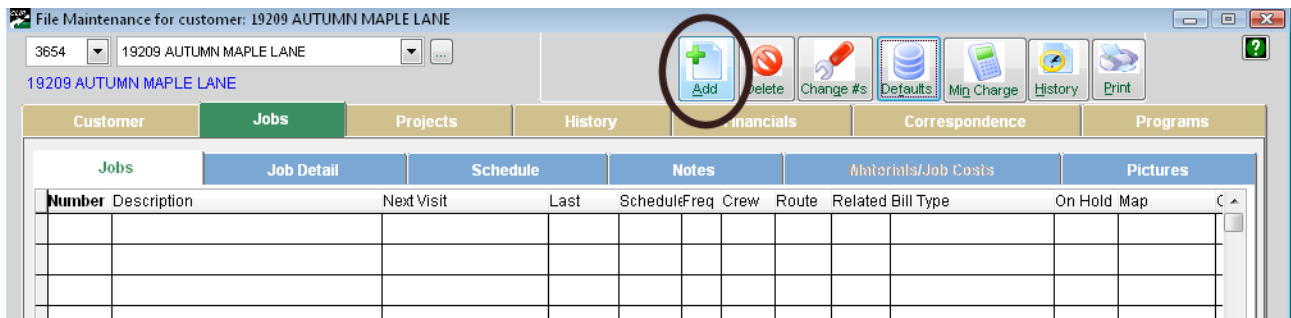 File Maintenance for customer: 19209 AUTUMN MAPLE LANE
3654 19209 AUTUMN MAPLE LANE ...
19209 AUTUMN MAPLE LANE
Add Delete Change #s Defaults Min Charge History Print ?
Customer Jobs Projects History Financials Correspondence Programs
Jobs Job Detail Schedule Notes Materials/Job Costs Pictures
Number Description Next Visit Last Schedule Freq Crew Route Related Bill Type On Hold Map